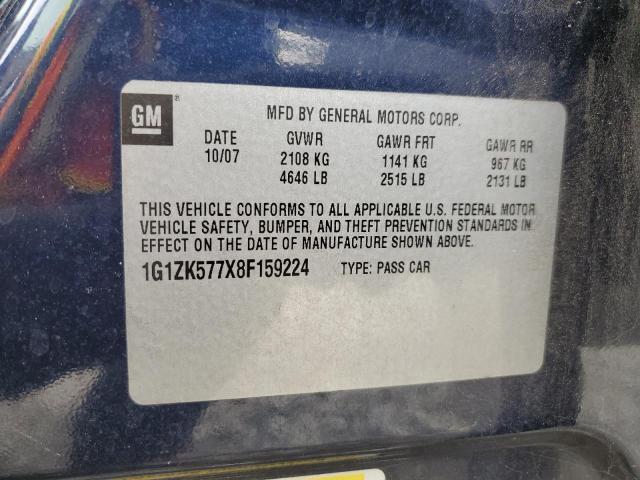 GM®
MFD BY GENERAL MOTORS CORP.
DATE GVWR GAWR FRT GAWR RR
10/07 2108 KG 1141 KG 967 KG
4646 LB 2515 LB 2131 LB
THIS VEHICLE CONFORMS TO ALL APPLICABLE U.S. FEDERAL MOTOR
VEHICLE SAFETY, BUMPER, AND THEFT PREVENTION STANDARDS IN
EFFECT ON THE DATE OF MANUFACTURE SHOWN ABOVE.
1G1ZK577X8F159224 TYPE: PASS CAR